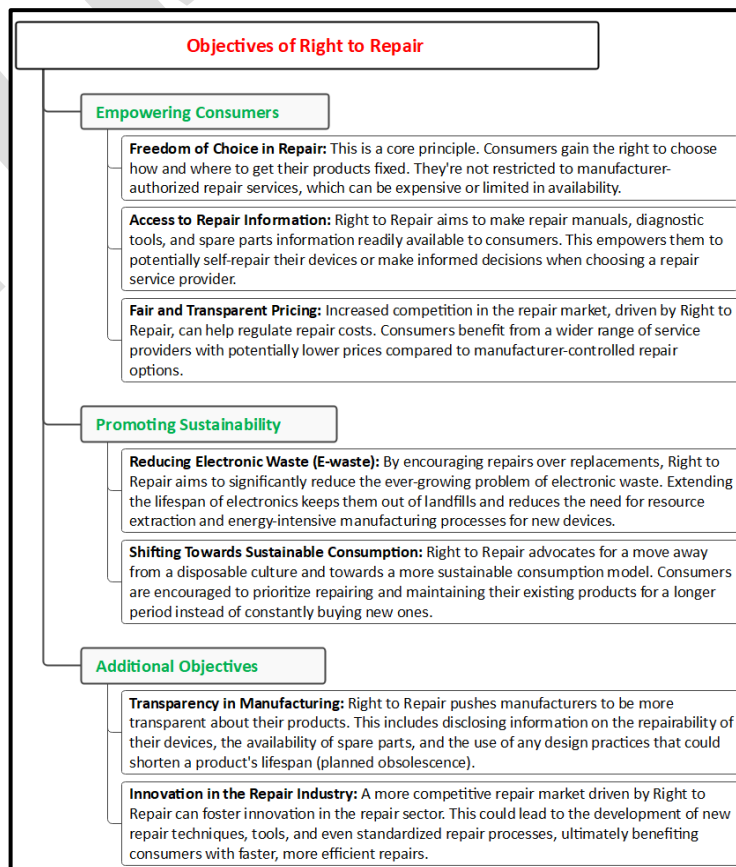 Objectives of Right to Repair
Empowering Consumers
Freedom of Choice in Repair: This is a core principle. Consumers gain the right to choose
how and where to get their products fixed. They're not restricted to manufacturer-
authorized repair services, which can be expensive or limited in availability.
Access to Repair Information: Right to Repair aims to make repair manuals, diagnostic
tools, and spare parts information readily available to consumers. This empowers them to
potentially self-repair their devices or make informed decisions when choosing a repair
service provider.
Fair and Transparent Pricing: Increased competition in the repair market, driven by Right to
Repair, can help regulate repair costs. Consumers benefit from a wider range of service
providers with potentially lower prices compared to manufacturer-controlled repair
options.
Promoting Sustainability
Reducing Electronic Waste (E-waste): By encouraging repairs over replacements, Right to
Repair aims to significantly reduce the ever-growing problem of electronic waste. Extending
the lifespan of electronics keeps them out of landfills and reduces the need for resource
extraction and energy-intensive manufacturing processes for new devices.
Shifting Towards Sustainable Consumption: Right to Repair advocates for a move away
from a disposable culture and towards a more sustainable consumption model. Consumers
are encouraged to prioritize repairing and maintaining their existing products for a longer
period instead of constantly buying new ones.
Additional Objectives
Transparency in Manufacturing: Right to Repair pushes manufacturers to be more
transparent about their products. This includes disclosing information on the repairability of
their devices, the availability of spare parts, and the use of any design practices that could
shorten a product's lifespan (planned obsolescence).
Innovation in the Repair Industry: A more competitive repair market driven by Right to
Repair can foster innovation in the repair sector. This could lead to the development of new
repair techniques, tools, and even standardized repair processes, ultimately benefiting
consumers with faster, more efficient repairs.